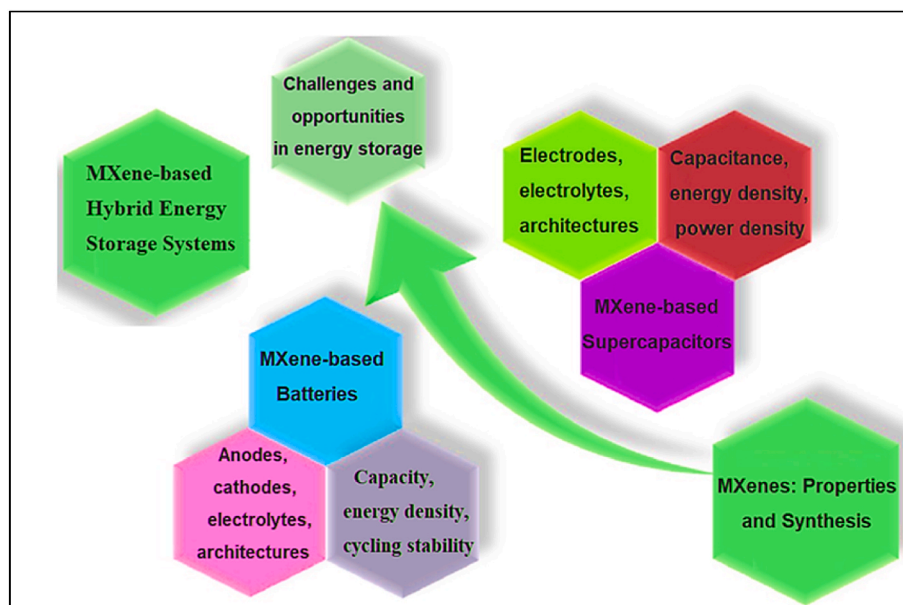 Challenges and
opportunities
in energy storage
MXene-based
Hybrid Energy
Storage Systems
Electrodes,
electrolytes,
architectures
Capacitance,
energy density,
power density
MXene-based
Supercapacitors
MXene-based
Batteries
Anodes,
cathodes,
electrolytes,
architectures
Capacity,
energy density,
cycling stability
MXenes: Properties
and Synthesis